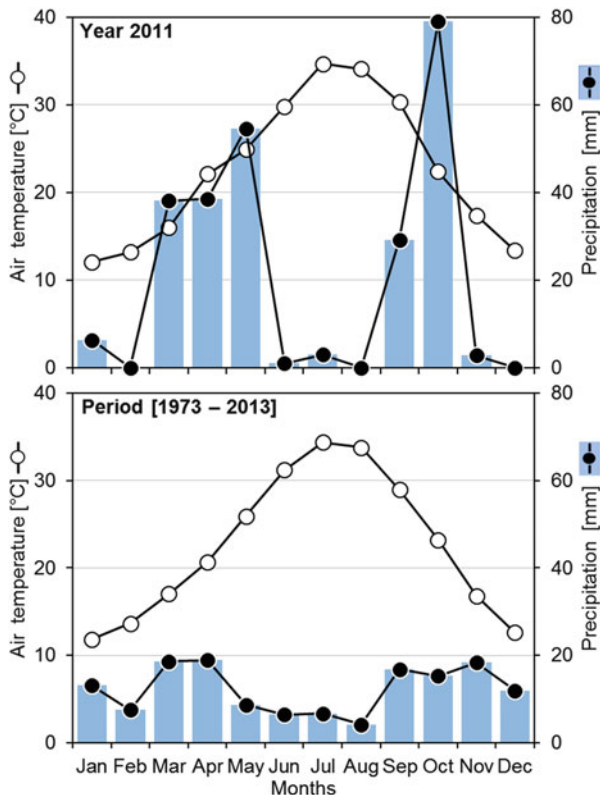 Year 2011
Air temperature [°C]
40
30
20
10
0
Precipitation [mm]
80
60
40
20
0
Period [1973 – 2013]
Air temperature [°C]
40
30
20
10
0
Precipitation [mm]
80
60
40
20
0
Jan Feb Mar Apr May Jun Jul Aug Sep Oct Nov Dec
Months